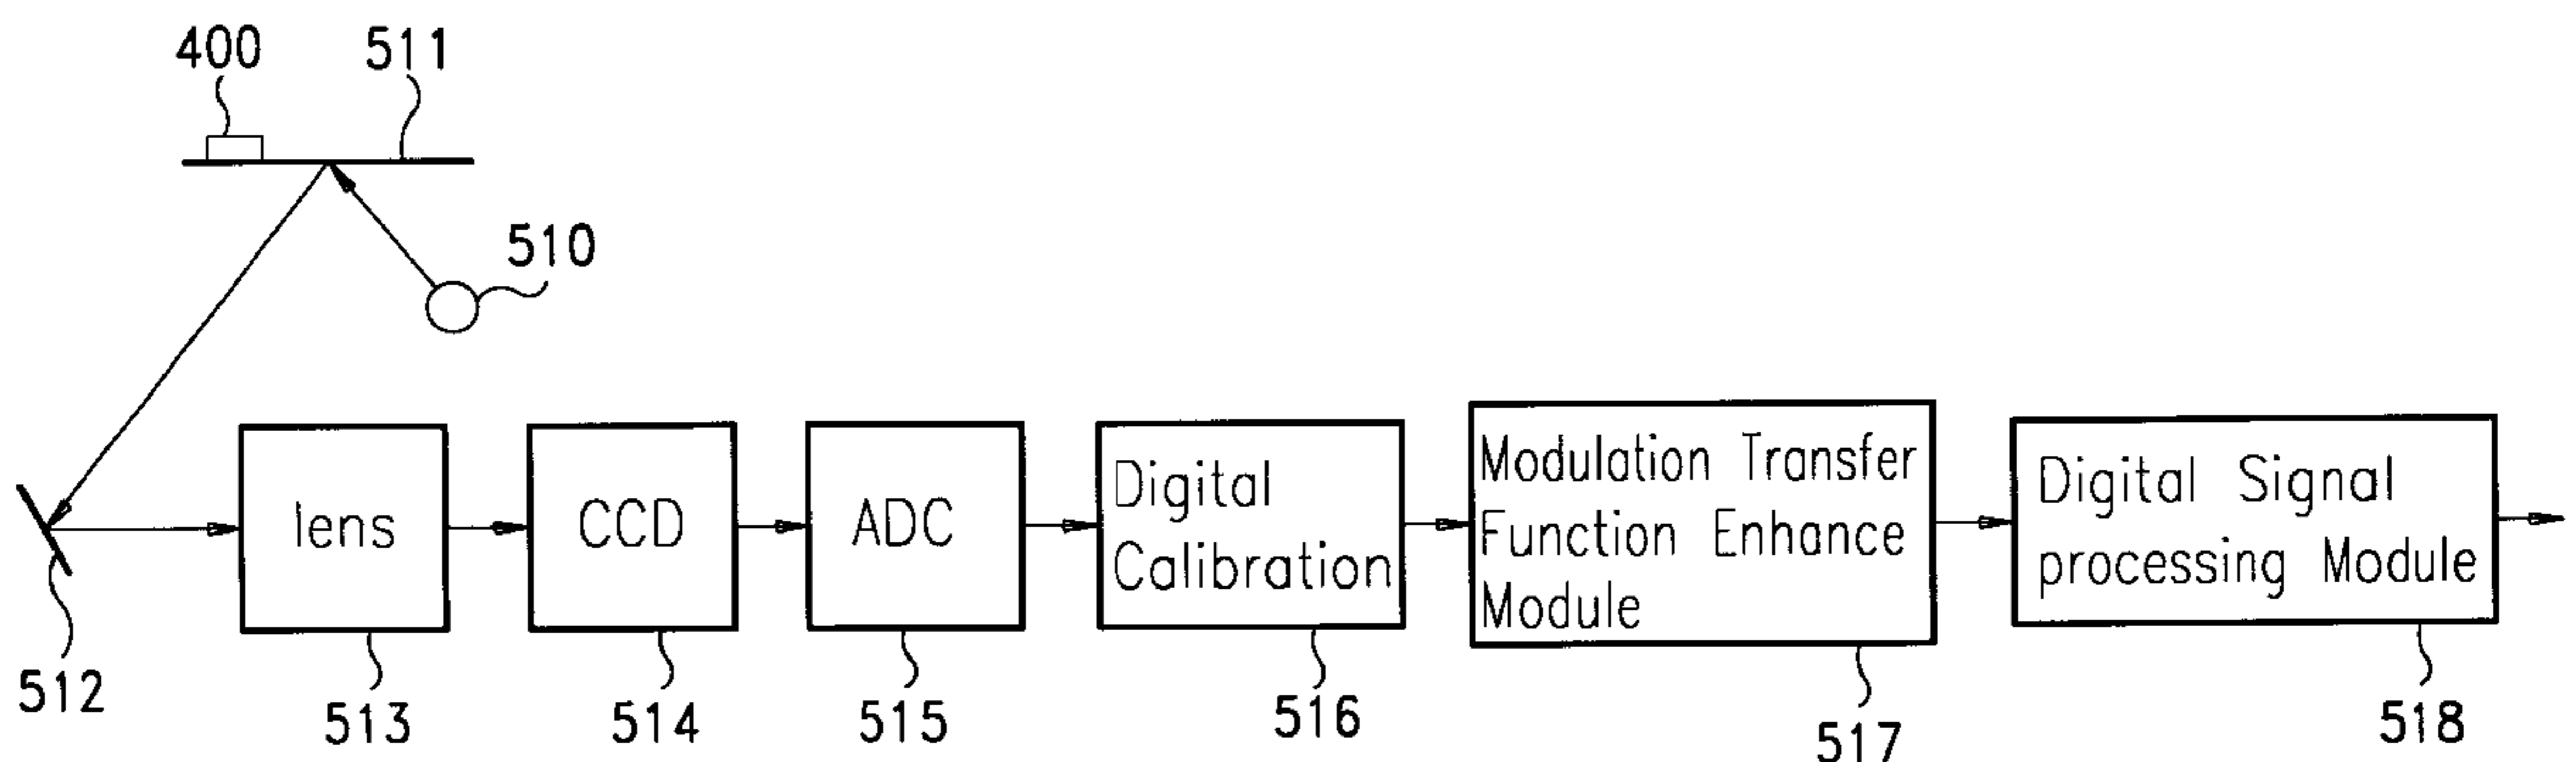 400
511
510
512
lens
513
CCD
514
ADC
515
Digital
Calibration
516
Modulation Transfer
Function Enhance
Module
517
Digital Signal
processing Module
518